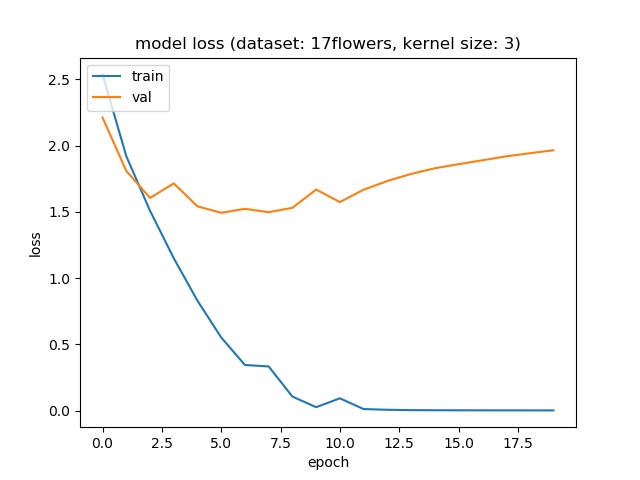 model loss (dataset: 17flowers, kernel size: 3)
train
val
2.5
2.0
1.5
1.0
0.5
0.0
loss
0.0 2.5 5.0 7.5 10.0 12.5 15.0 17.5
epoch